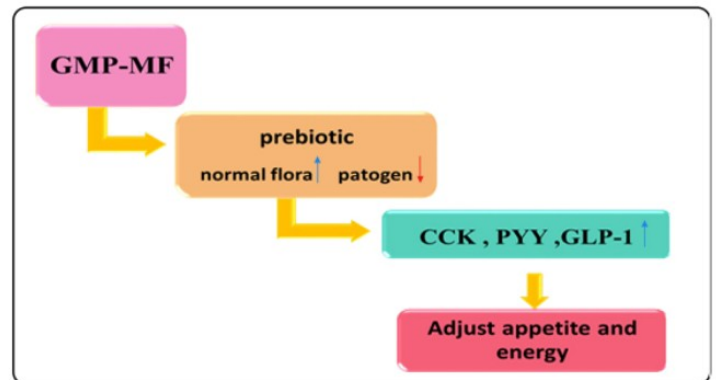 GMP-MF
prebiotic
normal flora↑ patogen↓
CCK , PYY ,GLP-1↑
Adjust appetite and
energy